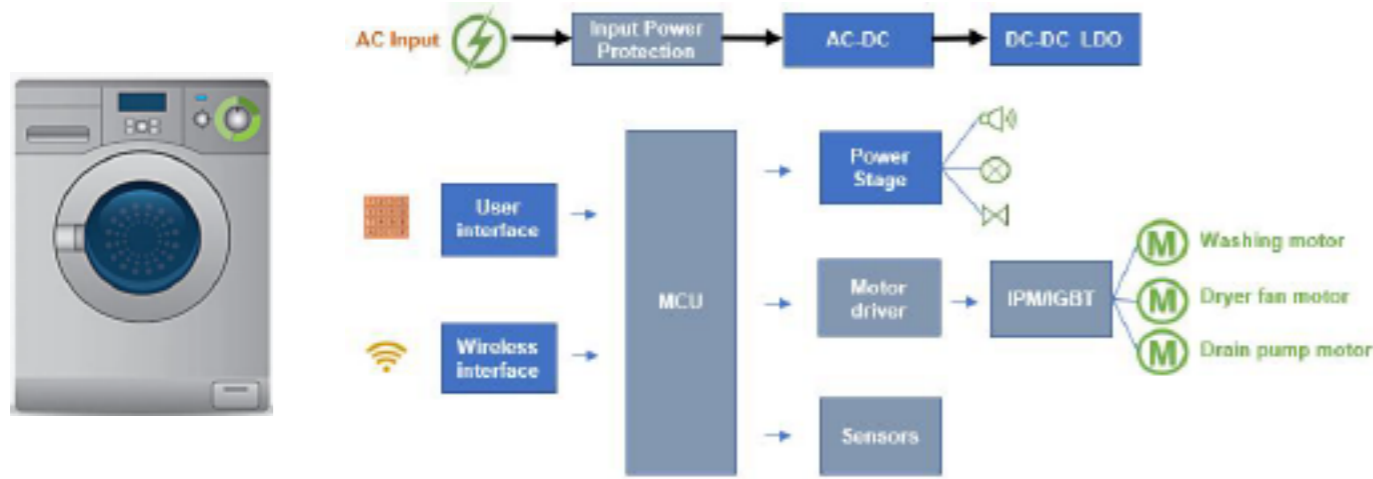 AC Input
Input Power
Protection
AC-DC
DC-DC LDO
User
interface
Wireless
interface
MCU
Power
Stage
Motor
driver
IPM/IGBT
Sensors
M
Washing motor
M
Dryer fan motor
M
Drain pump motor